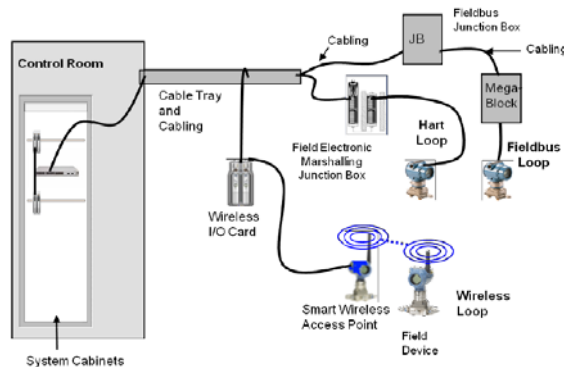 Control Room
Cabling
Fieldbus
Junction Box
JB
Cabling
Cable Tray
and
Cabling
Mega-
Block
Field Electronic
Marshalling
Junction Box
Hart
Loop
Fieldbus
Loop
Wireless
I/O Card
Smart Wireless
Access Point
Field
Device
Wireless
Loop
System Cabinets